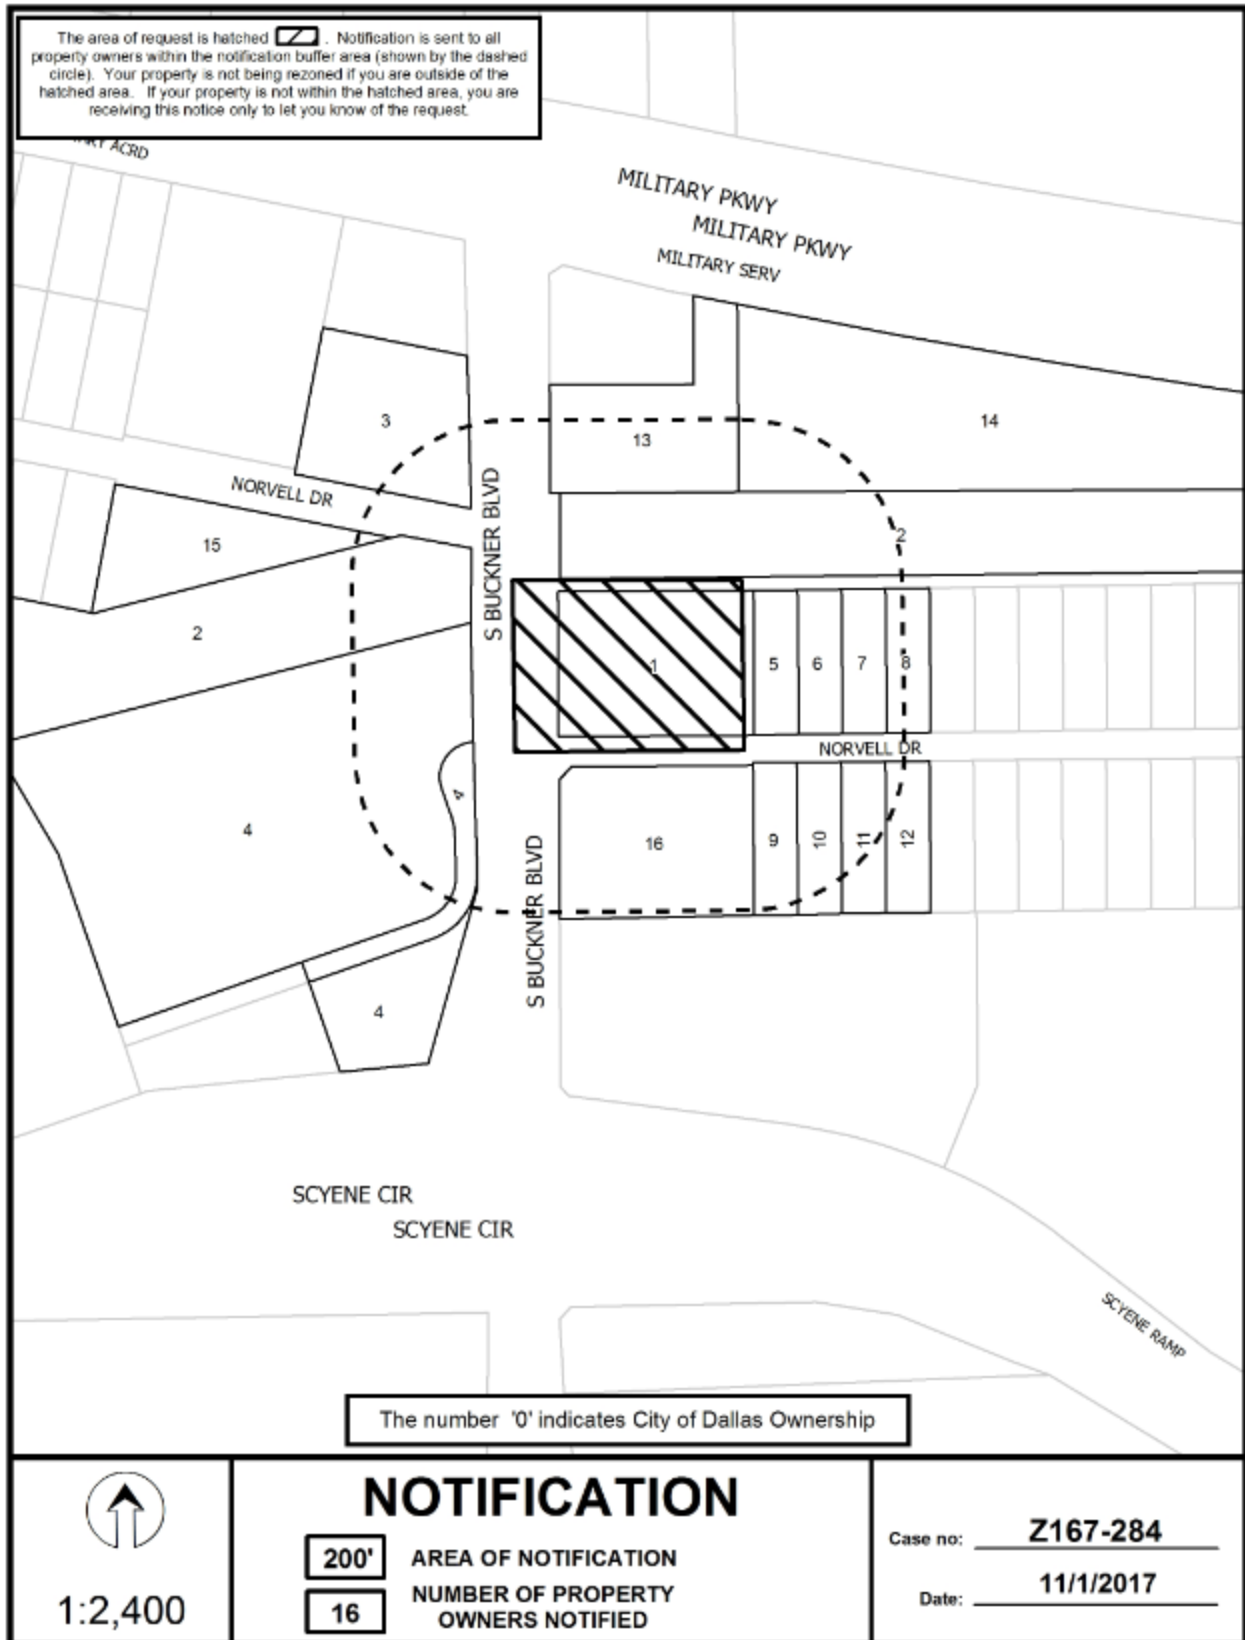 The area of request is hatched . Notification is sent to all
property owners within the notification buffer area (shown by the dashed
circle). Your property is not being rezoned if you are outside of the
hatched area. If your property is not within the hatched area, you are
receiving this notice only to let you know of the request.
ACRD
MILITARY PKWY
MILITARY PKWY
MILITARY SERV
3
13
14
NORVELL DR
S BUCKNER BLVD
15
2
2
1
5
6
7
8
NORVELL DR
4
4
16
9
10
11
12
S BUCKNER BLVD
4
SCYENE CIR
SCYENE CIR
SCYENE RAMP
The number '0' indicates City of Dallas Ownership
1:2,400
NOTIFICATION
200' AREA OF NOTIFICATION
16 NUMBER OF PROPERTY
OWNERS NOTIFIED
Case no: Z167-284
Date: 11/1/2017